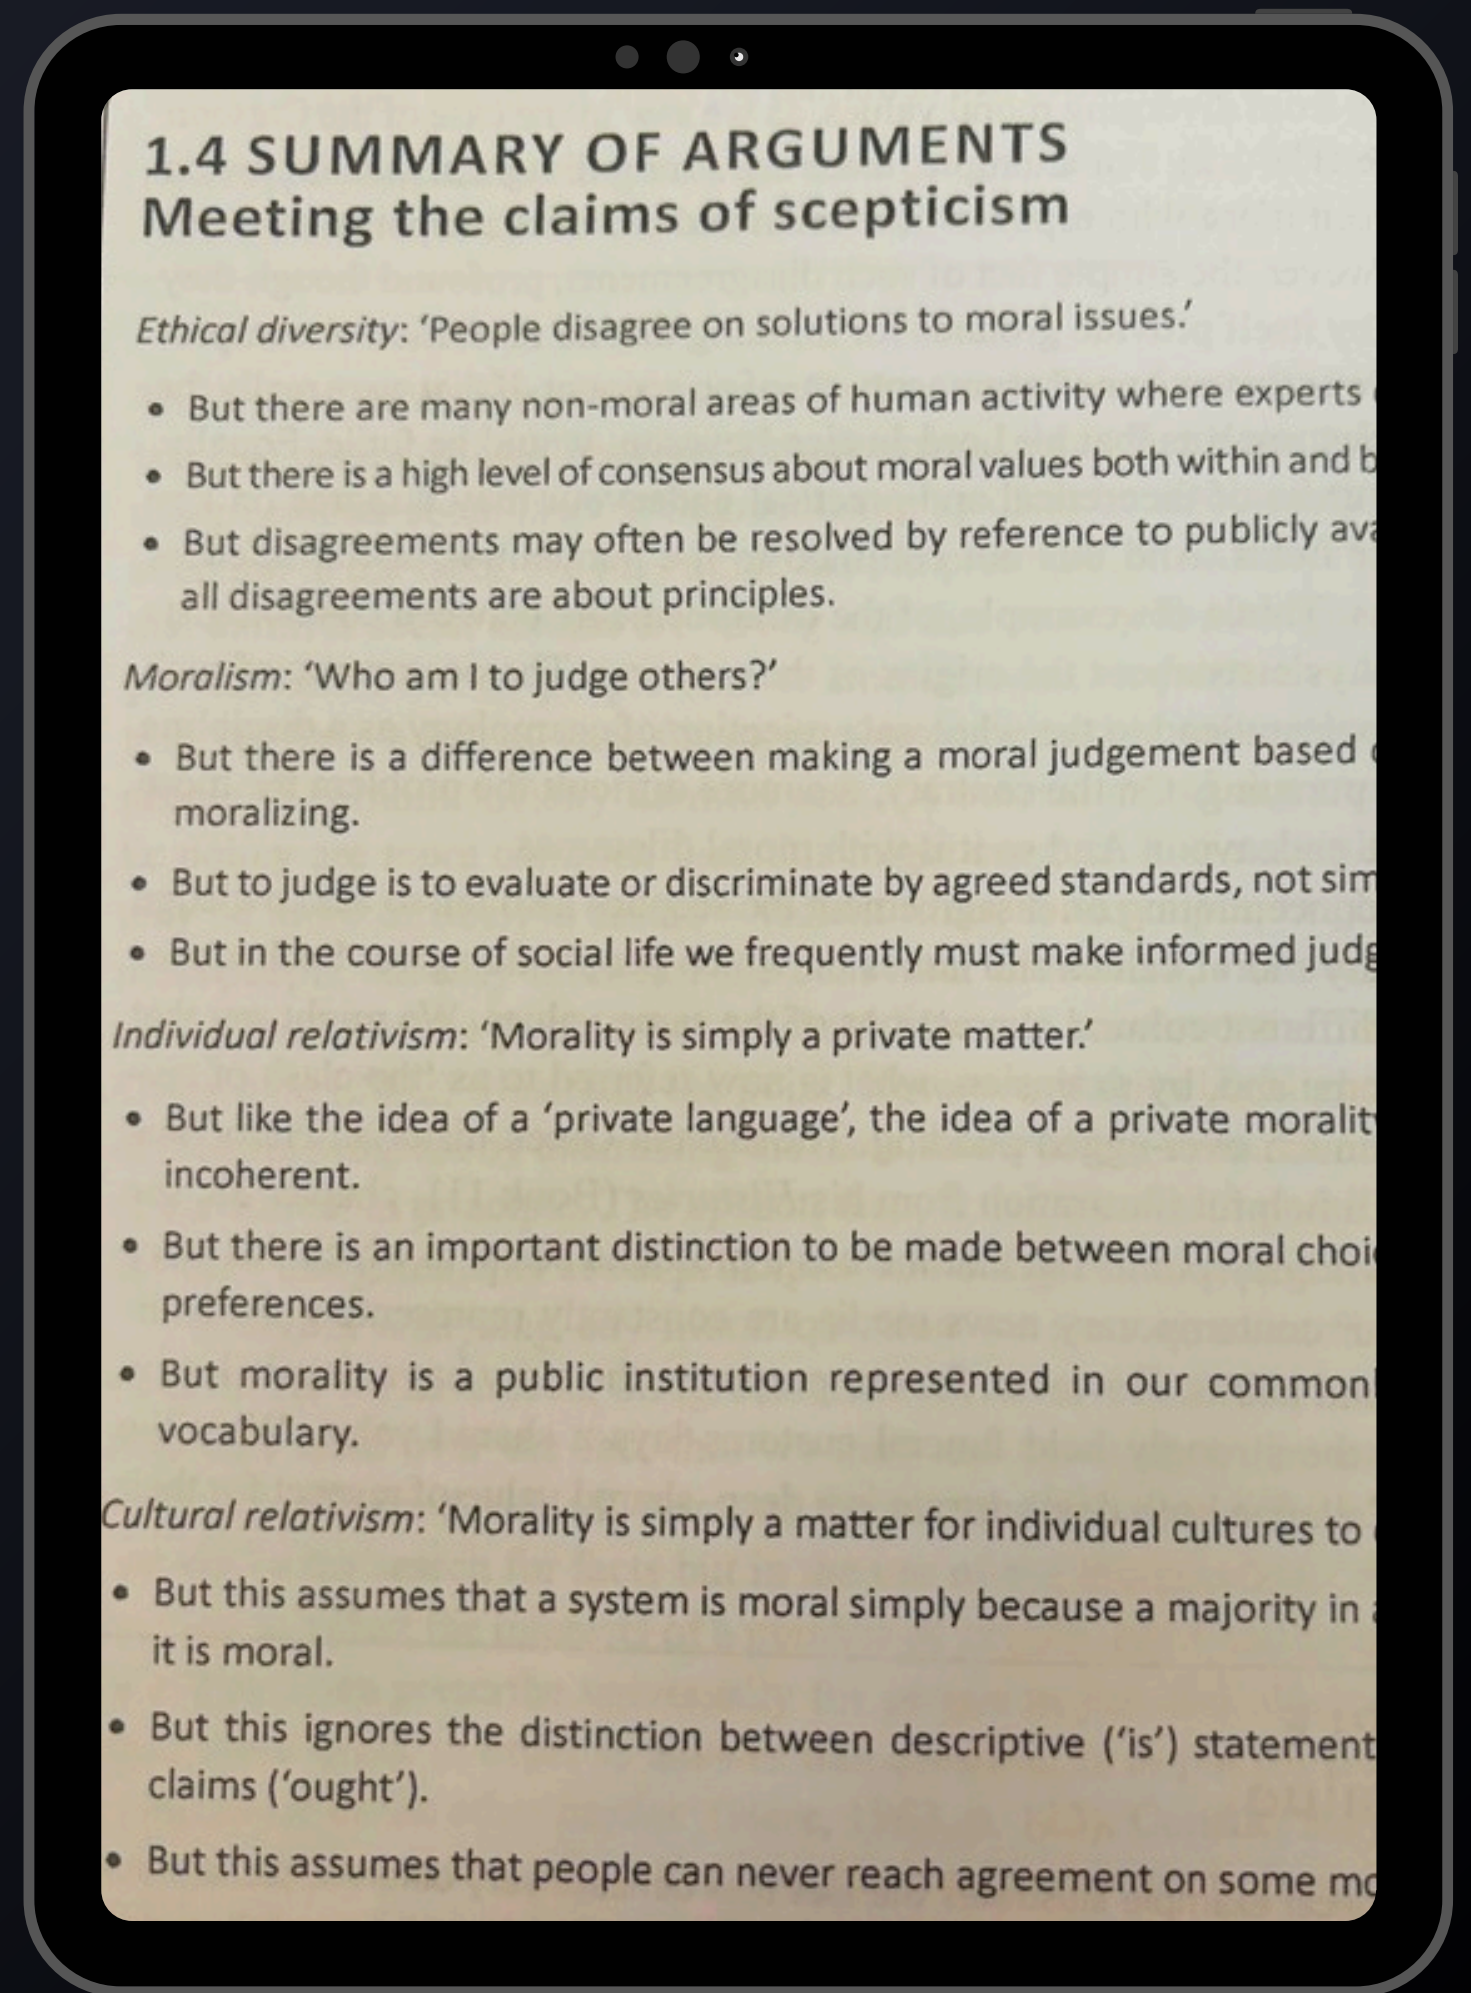 1.4 SUMMARY OF ARGUMENTS
Meeting the claims of scepticism
Ethical diversity: ‘People disagree on solutions to moral issues.’
• But there are many non-moral areas of human activity where experts
• But there is a high level of consensus about moral values both within and
• But disagreements may often be resolved by reference to publicly
all disagreements are about principles.
Moralism: ‘Who am I to judge others?’
• But there is a difference between making a moral judgement based
moralizing.
• But to judge is to evaluate or discriminate by agreed standards, not
• But in the course of social life we frequently must make informed
Individual relativism: ‘Morality is simply a private matter.’
• But like the idea of a ‘private language’, the idea of a private
incoherent.
• But there is an important distinction to be made between moral
preferences.
• But morality is a public institution represented in our
vocabulary.
Cultural relativism: ‘Morality is simply a matter for individual cultures to
• But this assumes that a system is moral simply because a majority in
it is moral.
• But this ignores the distinction between descriptive (‘is’)
claims (‘ought’).
• But this assumes that people can never reach agreement on some